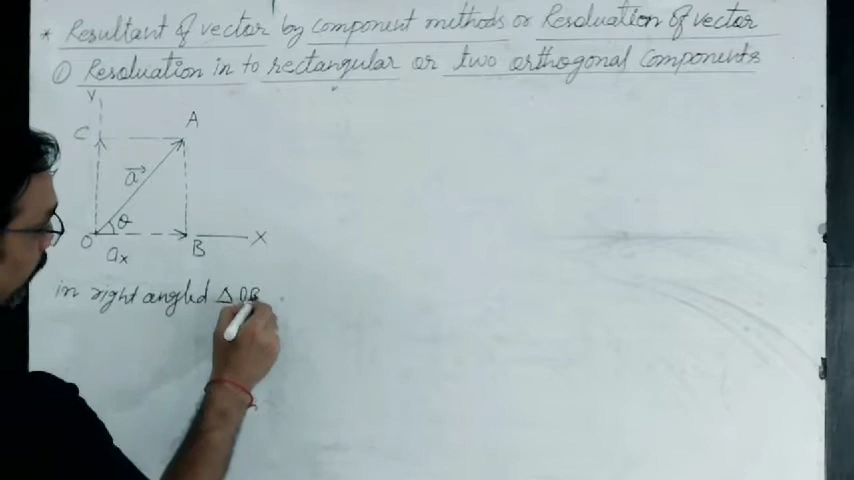 * Resultant of vector by component methods or Resoluation of vector
① Resoluation in to rectangular or two orthogonal components
Y
C A
a→
θ
O B X
ax
in right angled △ OB